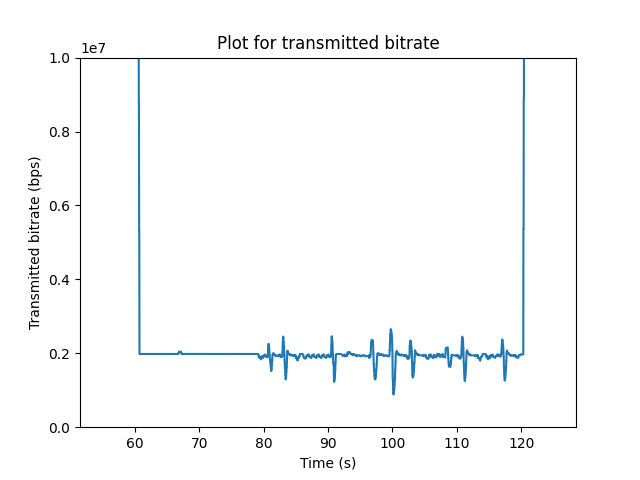 Plot for transmitted bitrate
1e7
1.0
0.8
0.6
0.4
0.2
0.0
Transmitted bitrate (bps)
60 70 80 90 100 110 120
Time (s)